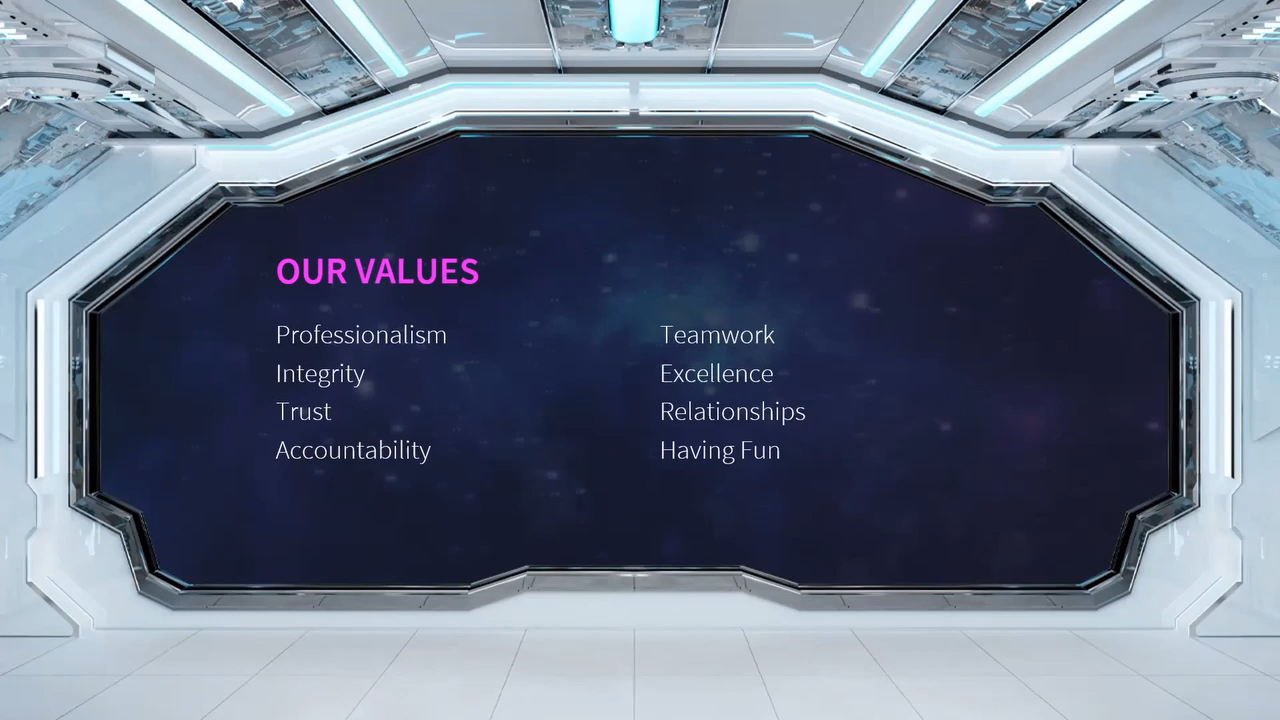 OUR VALUES
Professionalism
Integrity
Trust
Accountability
Teamwork
Excellence
Relationships
Having Fun